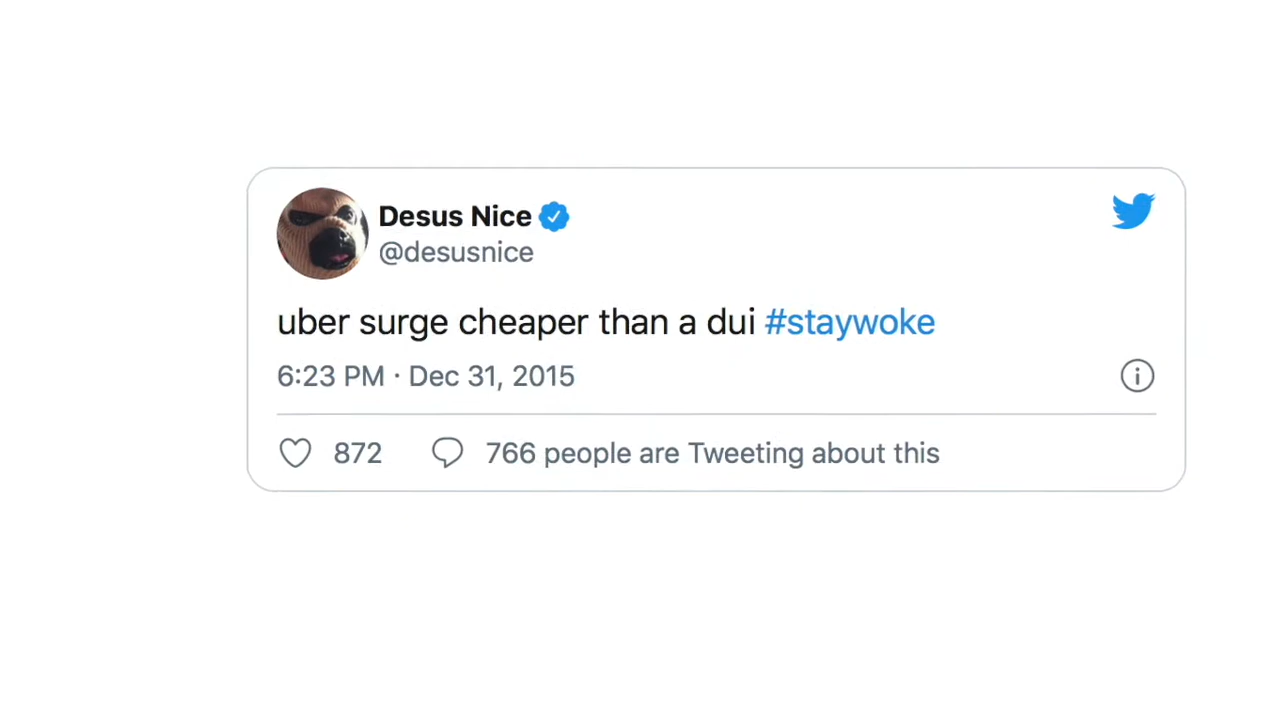 Desus Nice
@desusnice
uber surge cheaper than a dui #staywoke
6:23 PM · Dec 31, 2015
872 766 people are Tweeting about this